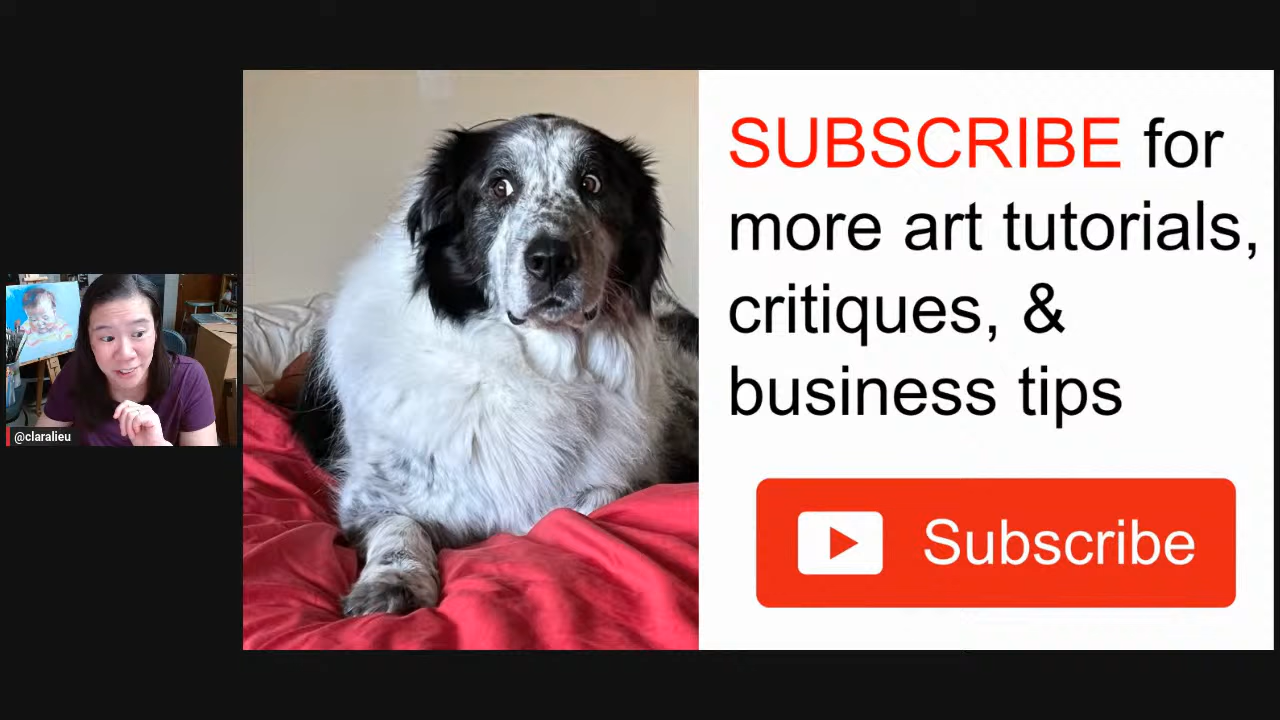 SUBSCRIBE for
more art tutorials,
critiques, &
business tips
Subscribe
@claralieu